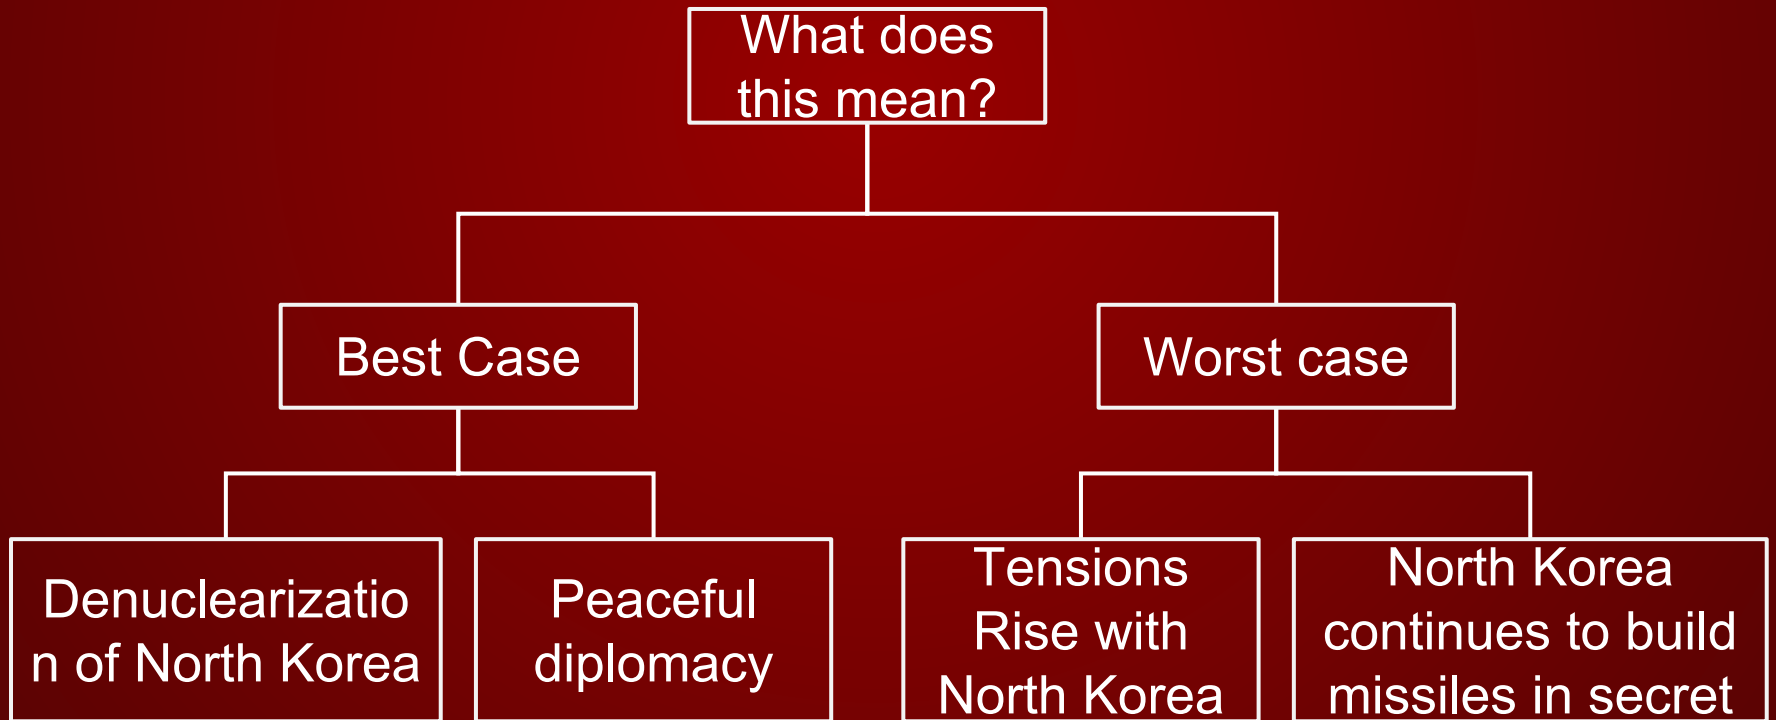 What does
this mean?
Best Case
Worst case
Denuclearizatio
n of North Korea
Peaceful
diplomacy
Tensions
Rise with
North Korea
North Korea
continues to build
missiles in secret